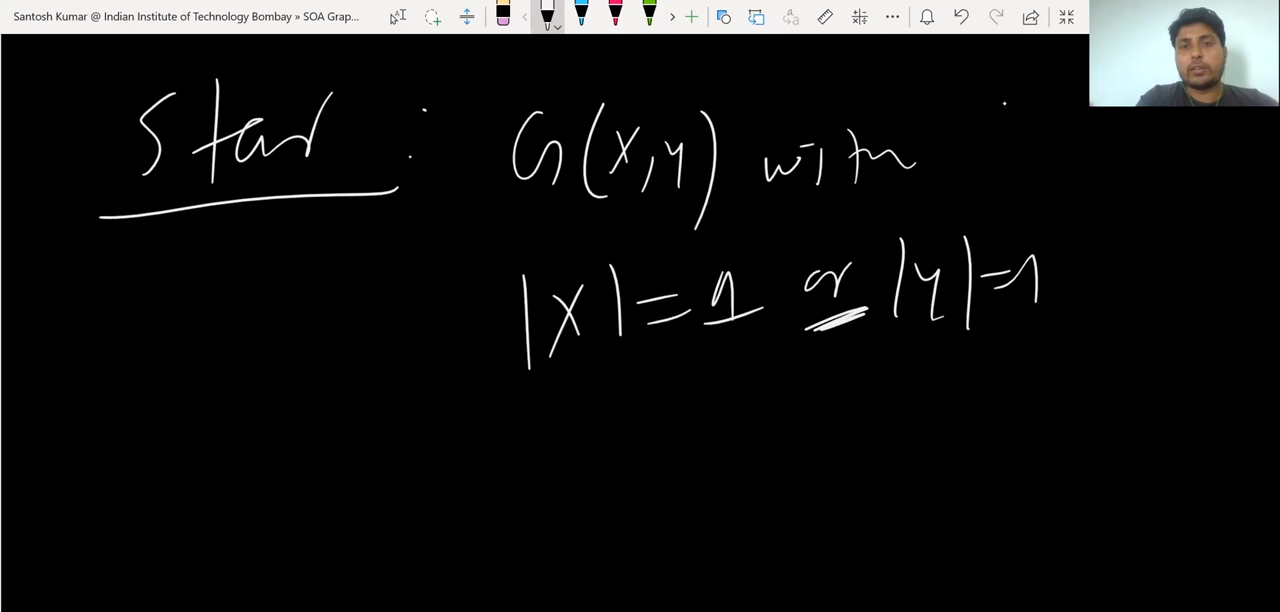 Santosh Kumar @ Indian Institute of Technology Bombay » SOA Grap...
Star : G(X,Y) with
|X|=1 or |Y|=1